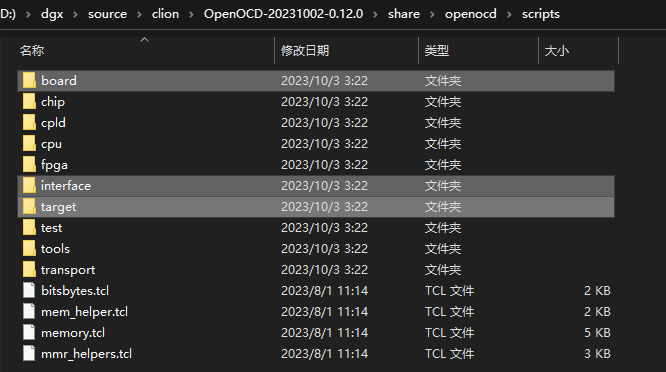 D:) › dgx › source › clion › OpenOCD-20231002-0.12.0 › share › openocd › scripts
名称 修改日期 类型 大小
board 2023/10/3 3:22 文件夹
chip 2023/10/3 3:22 文件夹
cpld 2023/10/3 3:22 文件夹
cpu 2023/10/3 3:22 文件夹
fpga 2023/10/3 3:22 文件夹
interface 2023/10/3 3:22 文件夹
target 2023/10/3 3:22 文件夹
test 2023/10/3 3:22 文件夹
tools 2023/10/3 3:22 文件夹
transport 2023/10/3 3:22 文件夹
bitsbytes.tcl 2023/8/1 11:14 TCL 文件 2 KB
mem_helper.tcl 2023/8/1 11:14 TCL 文件 2 KB
memory.tcl 2023/8/1 11:14 TCL 文件 5 KB
mmr_helpers.tcl 2023/8/1 11:14 TCL 文件 3 KB